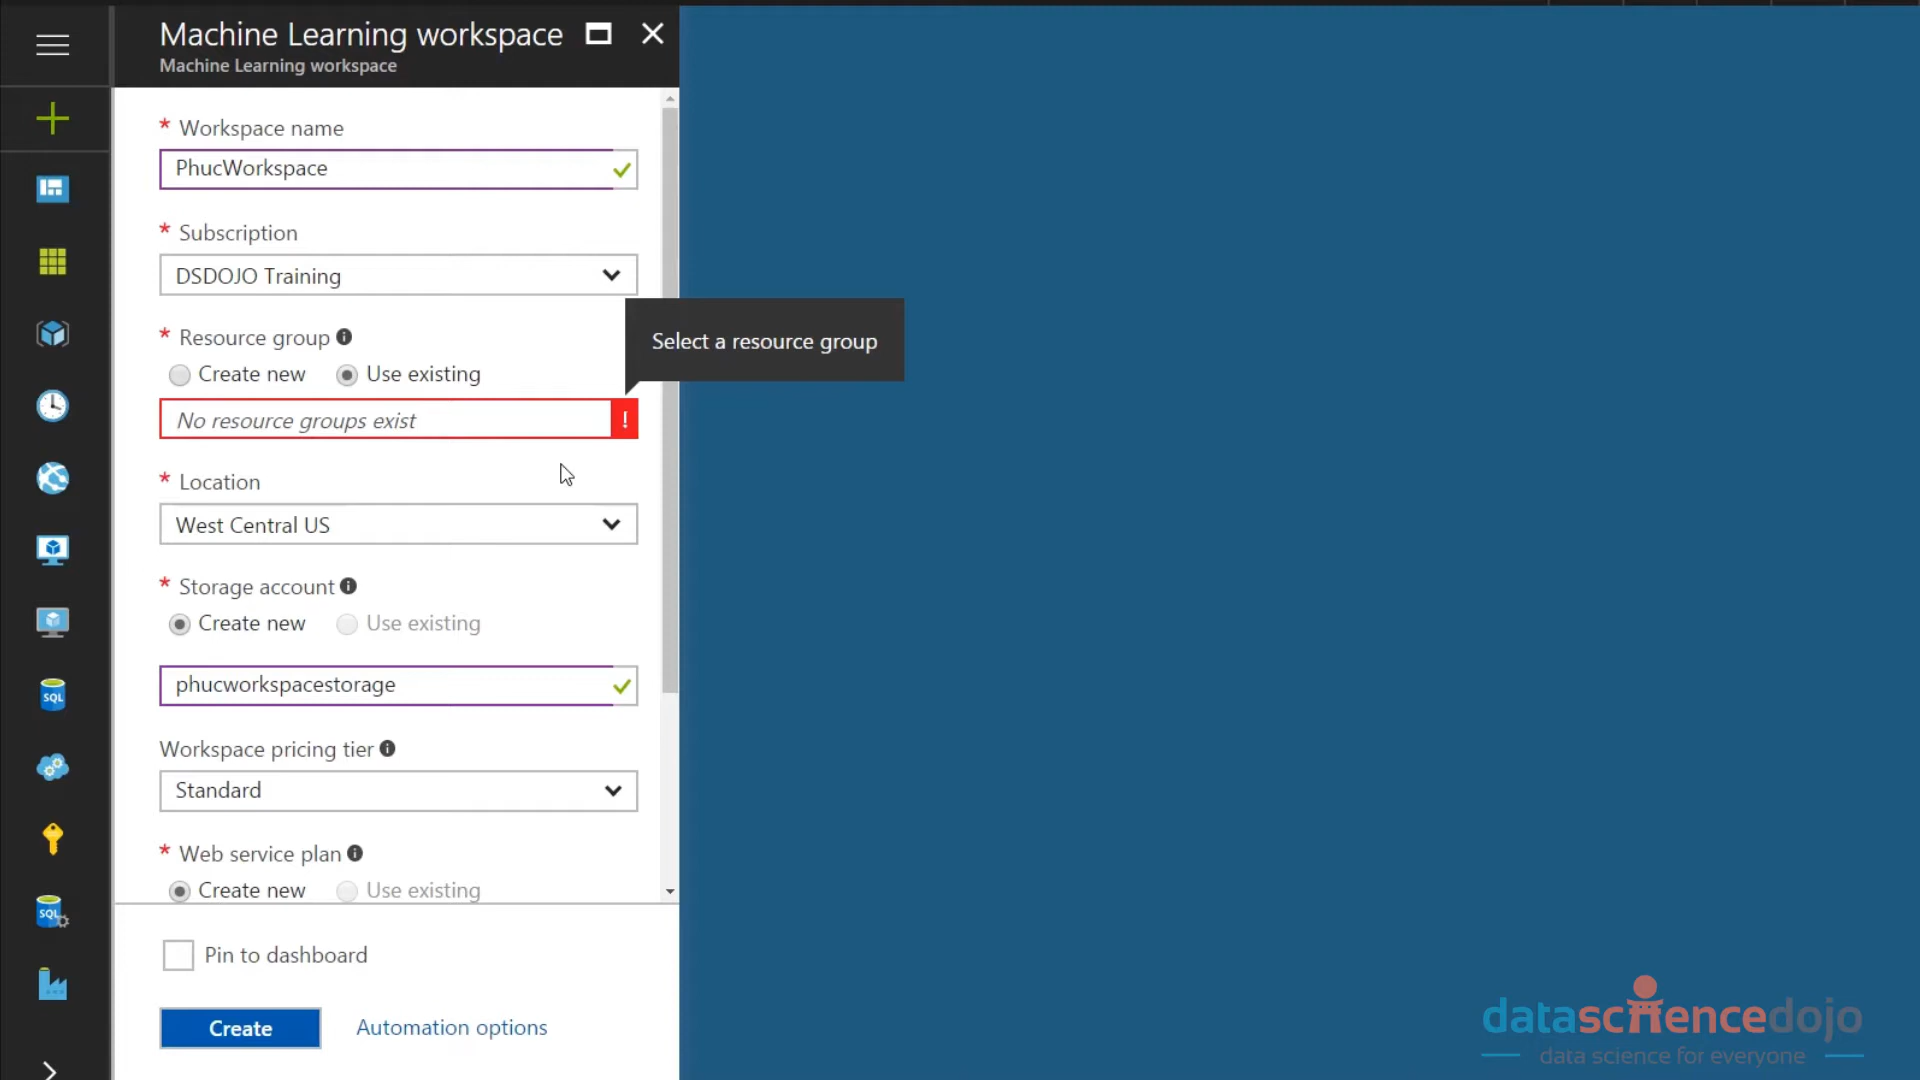 Machine Learning workspace
Machine Learning workspace
* Workspace name
PhucWorkspace
* Subscription
DSDOJO Training
* Resource group
Create new Use existing
Select a resource group
No resource groups exist !
* Location
West Central US
* Storage account
Create new Use existing
phucworkspacestorage
Workspace pricing tier
Standard
* Web service plan
Create new Use existing
Pin to dashboard
Create Automation options
SQL
SQL
datasciencedojo
data science for everyone